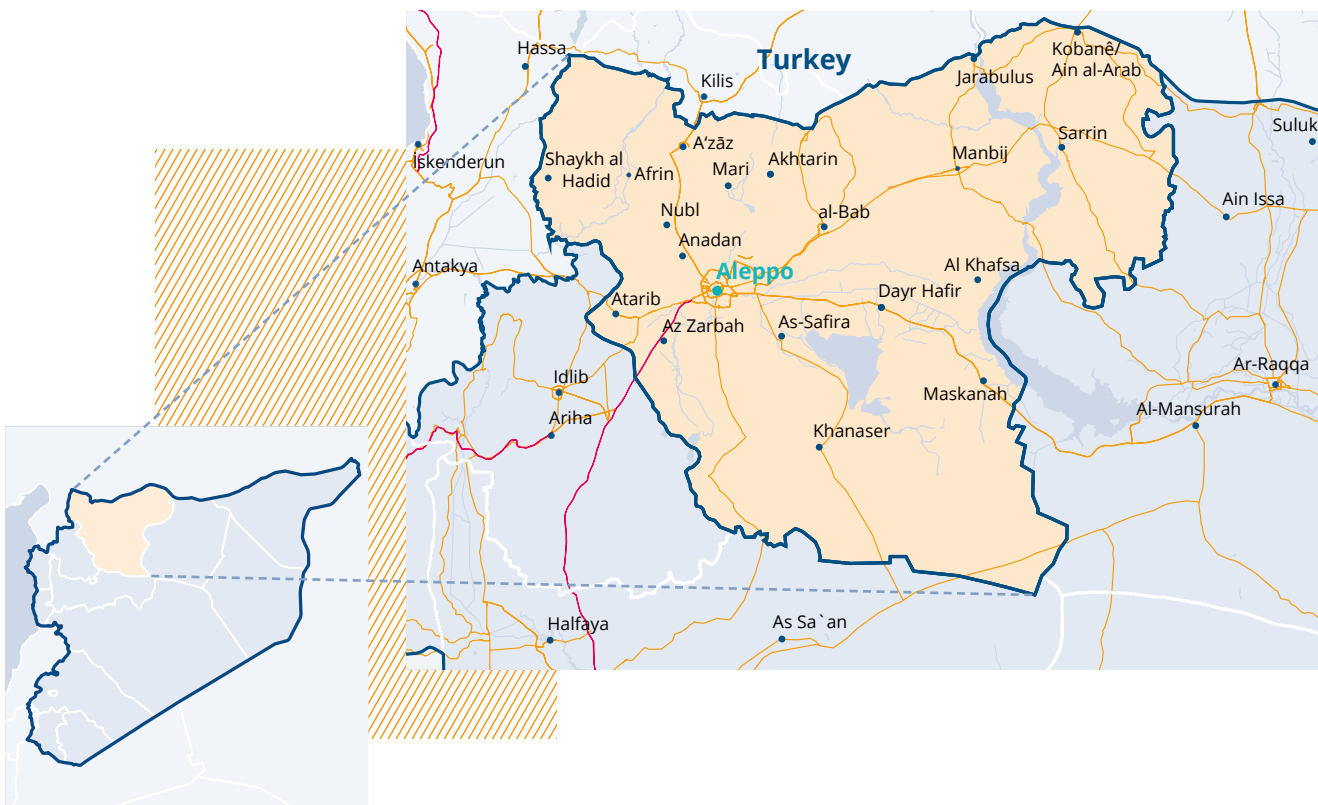 Hassa
Turkey
Kobanê/
Ain al-Arab
Jarabulus
Kilis
Suluk
İskenderun
Shaykh al
Hadid
Afrin
A‘zāz
Mari
Akhtarin
Manbij
Sarrin
Ain Issa
Nubl
al-Bab
Anadan
Antakya
Aleppo
Al Khafsa
Atarib
Dayr Hafir
Az Zarbah
As-Safira
Ar-Raqqa
Idlib
Maskanah
Al-Mansurah
Ariha
Khanaser
Halfaya
As Sa`an